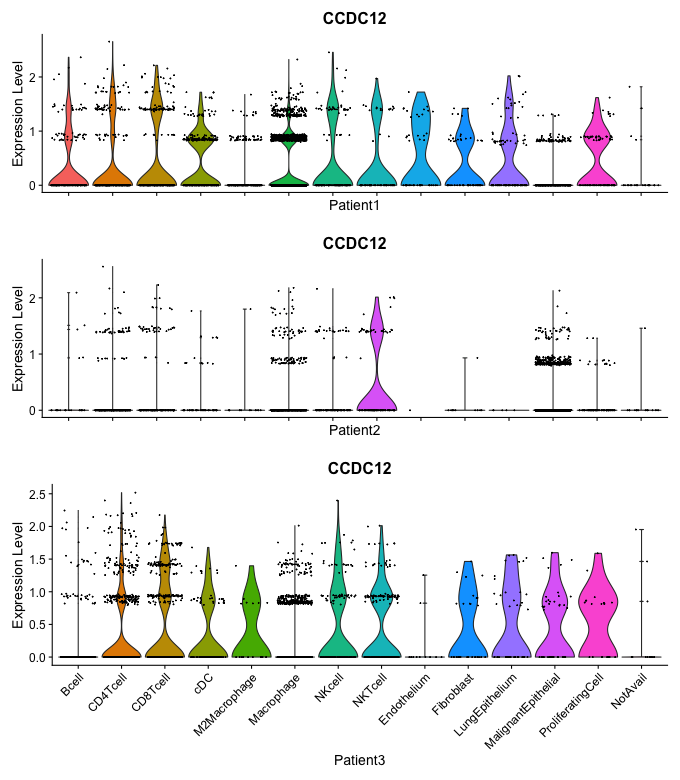 CCDC12
Expression Level
2
1
0
Patient1
CCDC12
Expression Level
2
1
0
Patient2
CCDC12
Expression Level
2.5
2.0
1.5
1.0
0.5
0.0
Bcell
CD4Tcell
CD8Tcell
cDC
M2Macrophage
Macrophage
NKcell
NKTcell
Endothelium
Fibroblast
LungEpithelium
MalignantEpithelial
ProliferatingCell
NotAvail
Patient3